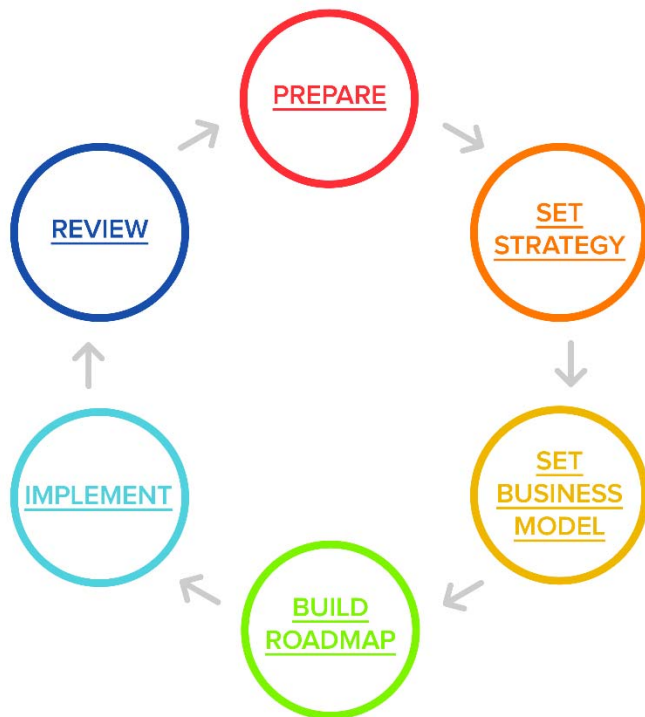 PREPARE
SET
STRATEGY
SET
BUSINESS
MODEL
BUILD
ROADMAP
IMPLEMENT
REVIEW